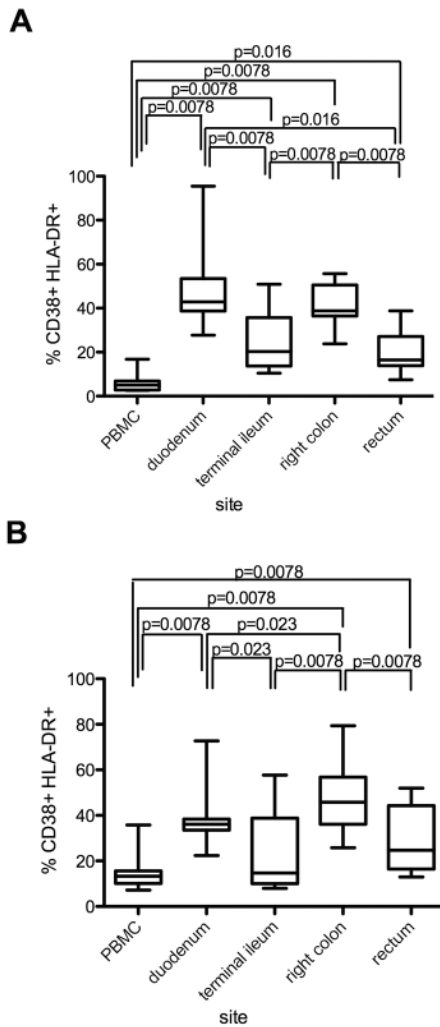 A
p=0.016
p=0.0078
p=0.0078
p=0.0078
p=0.016
p=0.0078
p=0.0078
p=0.0078
% CD38+ HLA-DR+
100
80
60
40
20
0
PBMC
duodenum
terminal ileum
right colon
rectum
site
B
p=0.0078
p=0.0078
p=0.0078
p=0.023
p=0.023
p=0.0078
p=0.0078
% CD38+ HLA-DR+
100
80
60
40
20
0
PBMC
duodenum
terminal ileum
right colon
rectum
site